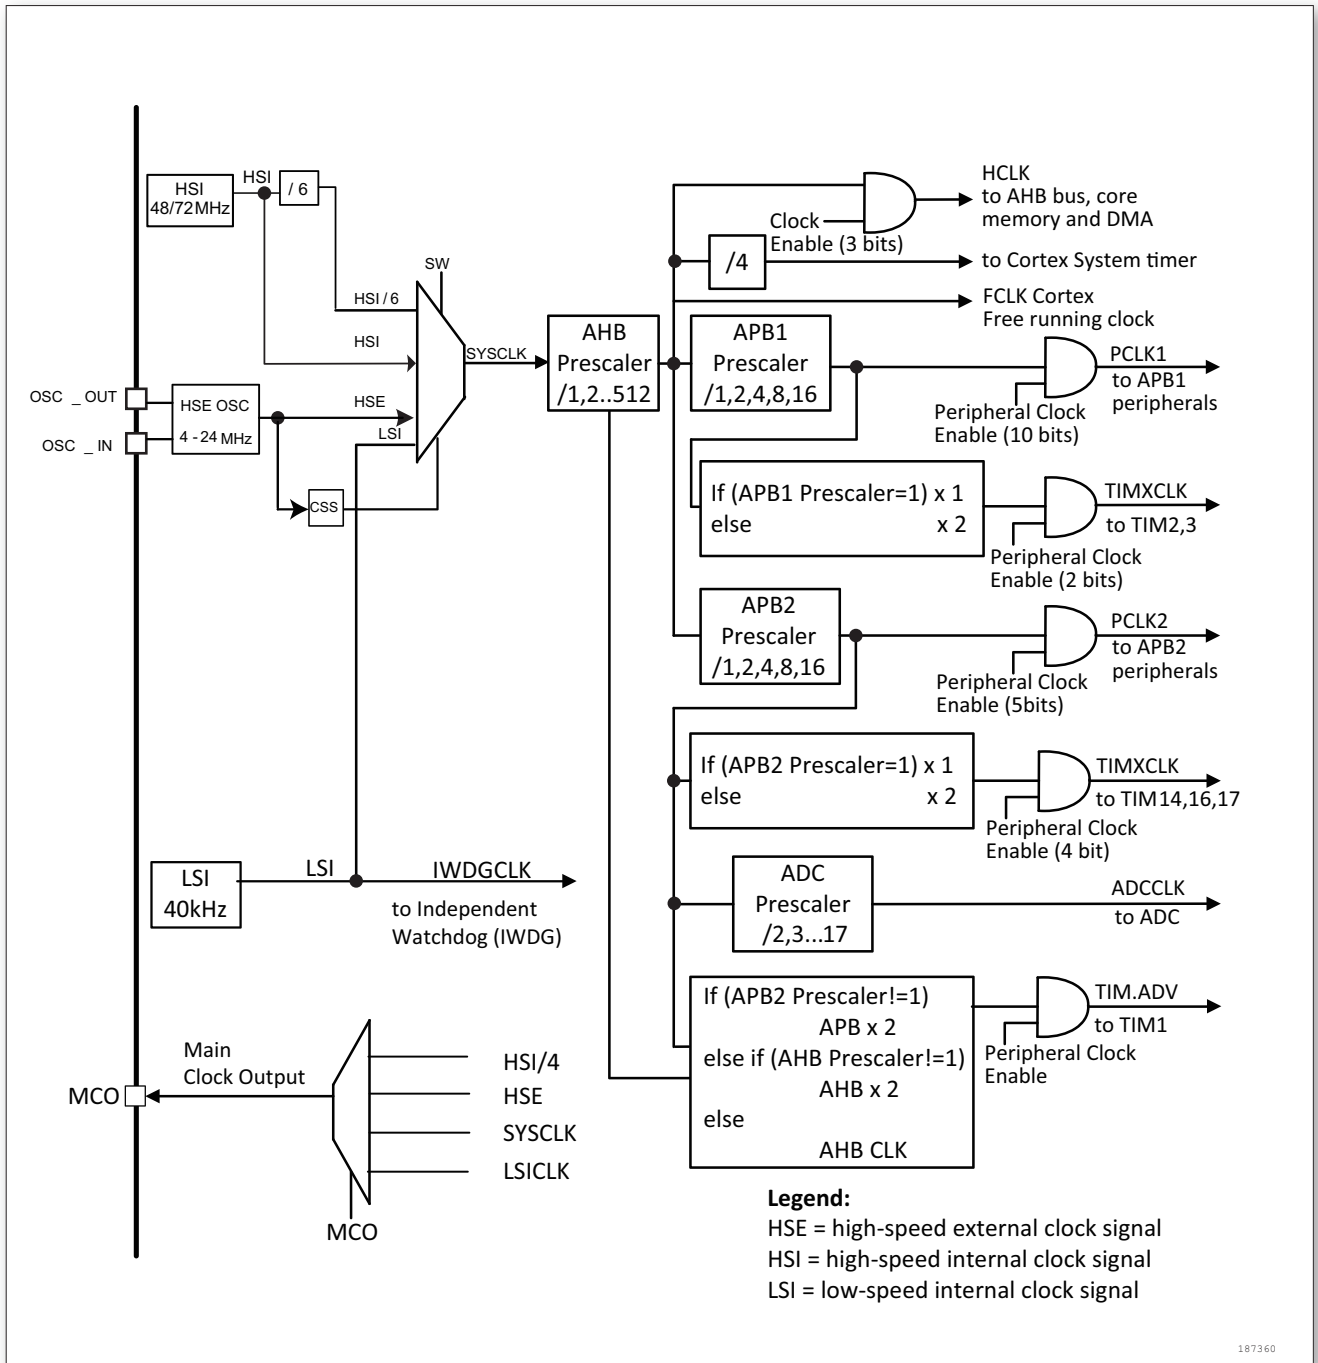 HSI
48/72MHz
HSI
/ 6
SW
HSI / 6
HSI
HSE
LSI
SYSCLK
OSC _ OUT
OSC _ IN
HSE OSC
4 - 24 MHz
CSS
AHB
Prescaler
/1,2..512
Clock
Enable (3 bits)
HCLK
to AHB bus, core
memory and DMA
/4
to Cortex System timer
FCLK Cortex
Free running clock
APB1
Prescaler
/1,2,4,8,16
PCLK1
to APB1
peripherals
Peripheral Clock
Enable (10 bits)
If (APB1 Prescaler=1) x 1
else x 2
TIMXCLK
to TIM2,3
Peripheral Clock
Enable (2 bits)
APB2
Prescaler
/1,2,4,8,16
PCLK2
to APB2
peripherals
Peripheral Clock
Enable (5bits)
If (APB2 Prescaler=1) x 1
else x 2
TIMXCLK
to TIM14,16,17
Peripheral Clock
Enable (4 bit)
LSI
40kHz
LSI
IWDGCLK
to Independent
Watchdog (IWDG)
ADC
Prescaler
/2,3...17
ADCCLK
to ADC
If (APB2 Prescaler!=1)
APB x 2
else if (AHB Prescaler!=1)
AHB x 2
else
AHB CLK
TIM.ADV
to TIM1
Peripheral Clock
Enable
Main
Clock Output
MCO
HSI/4
HSE
SYSCLK
LSICLK
MCO
Legend:
HSE = high-speed external clock signal
HSI = high-speed internal clock signal
LSI = low-speed internal clock signal
187360